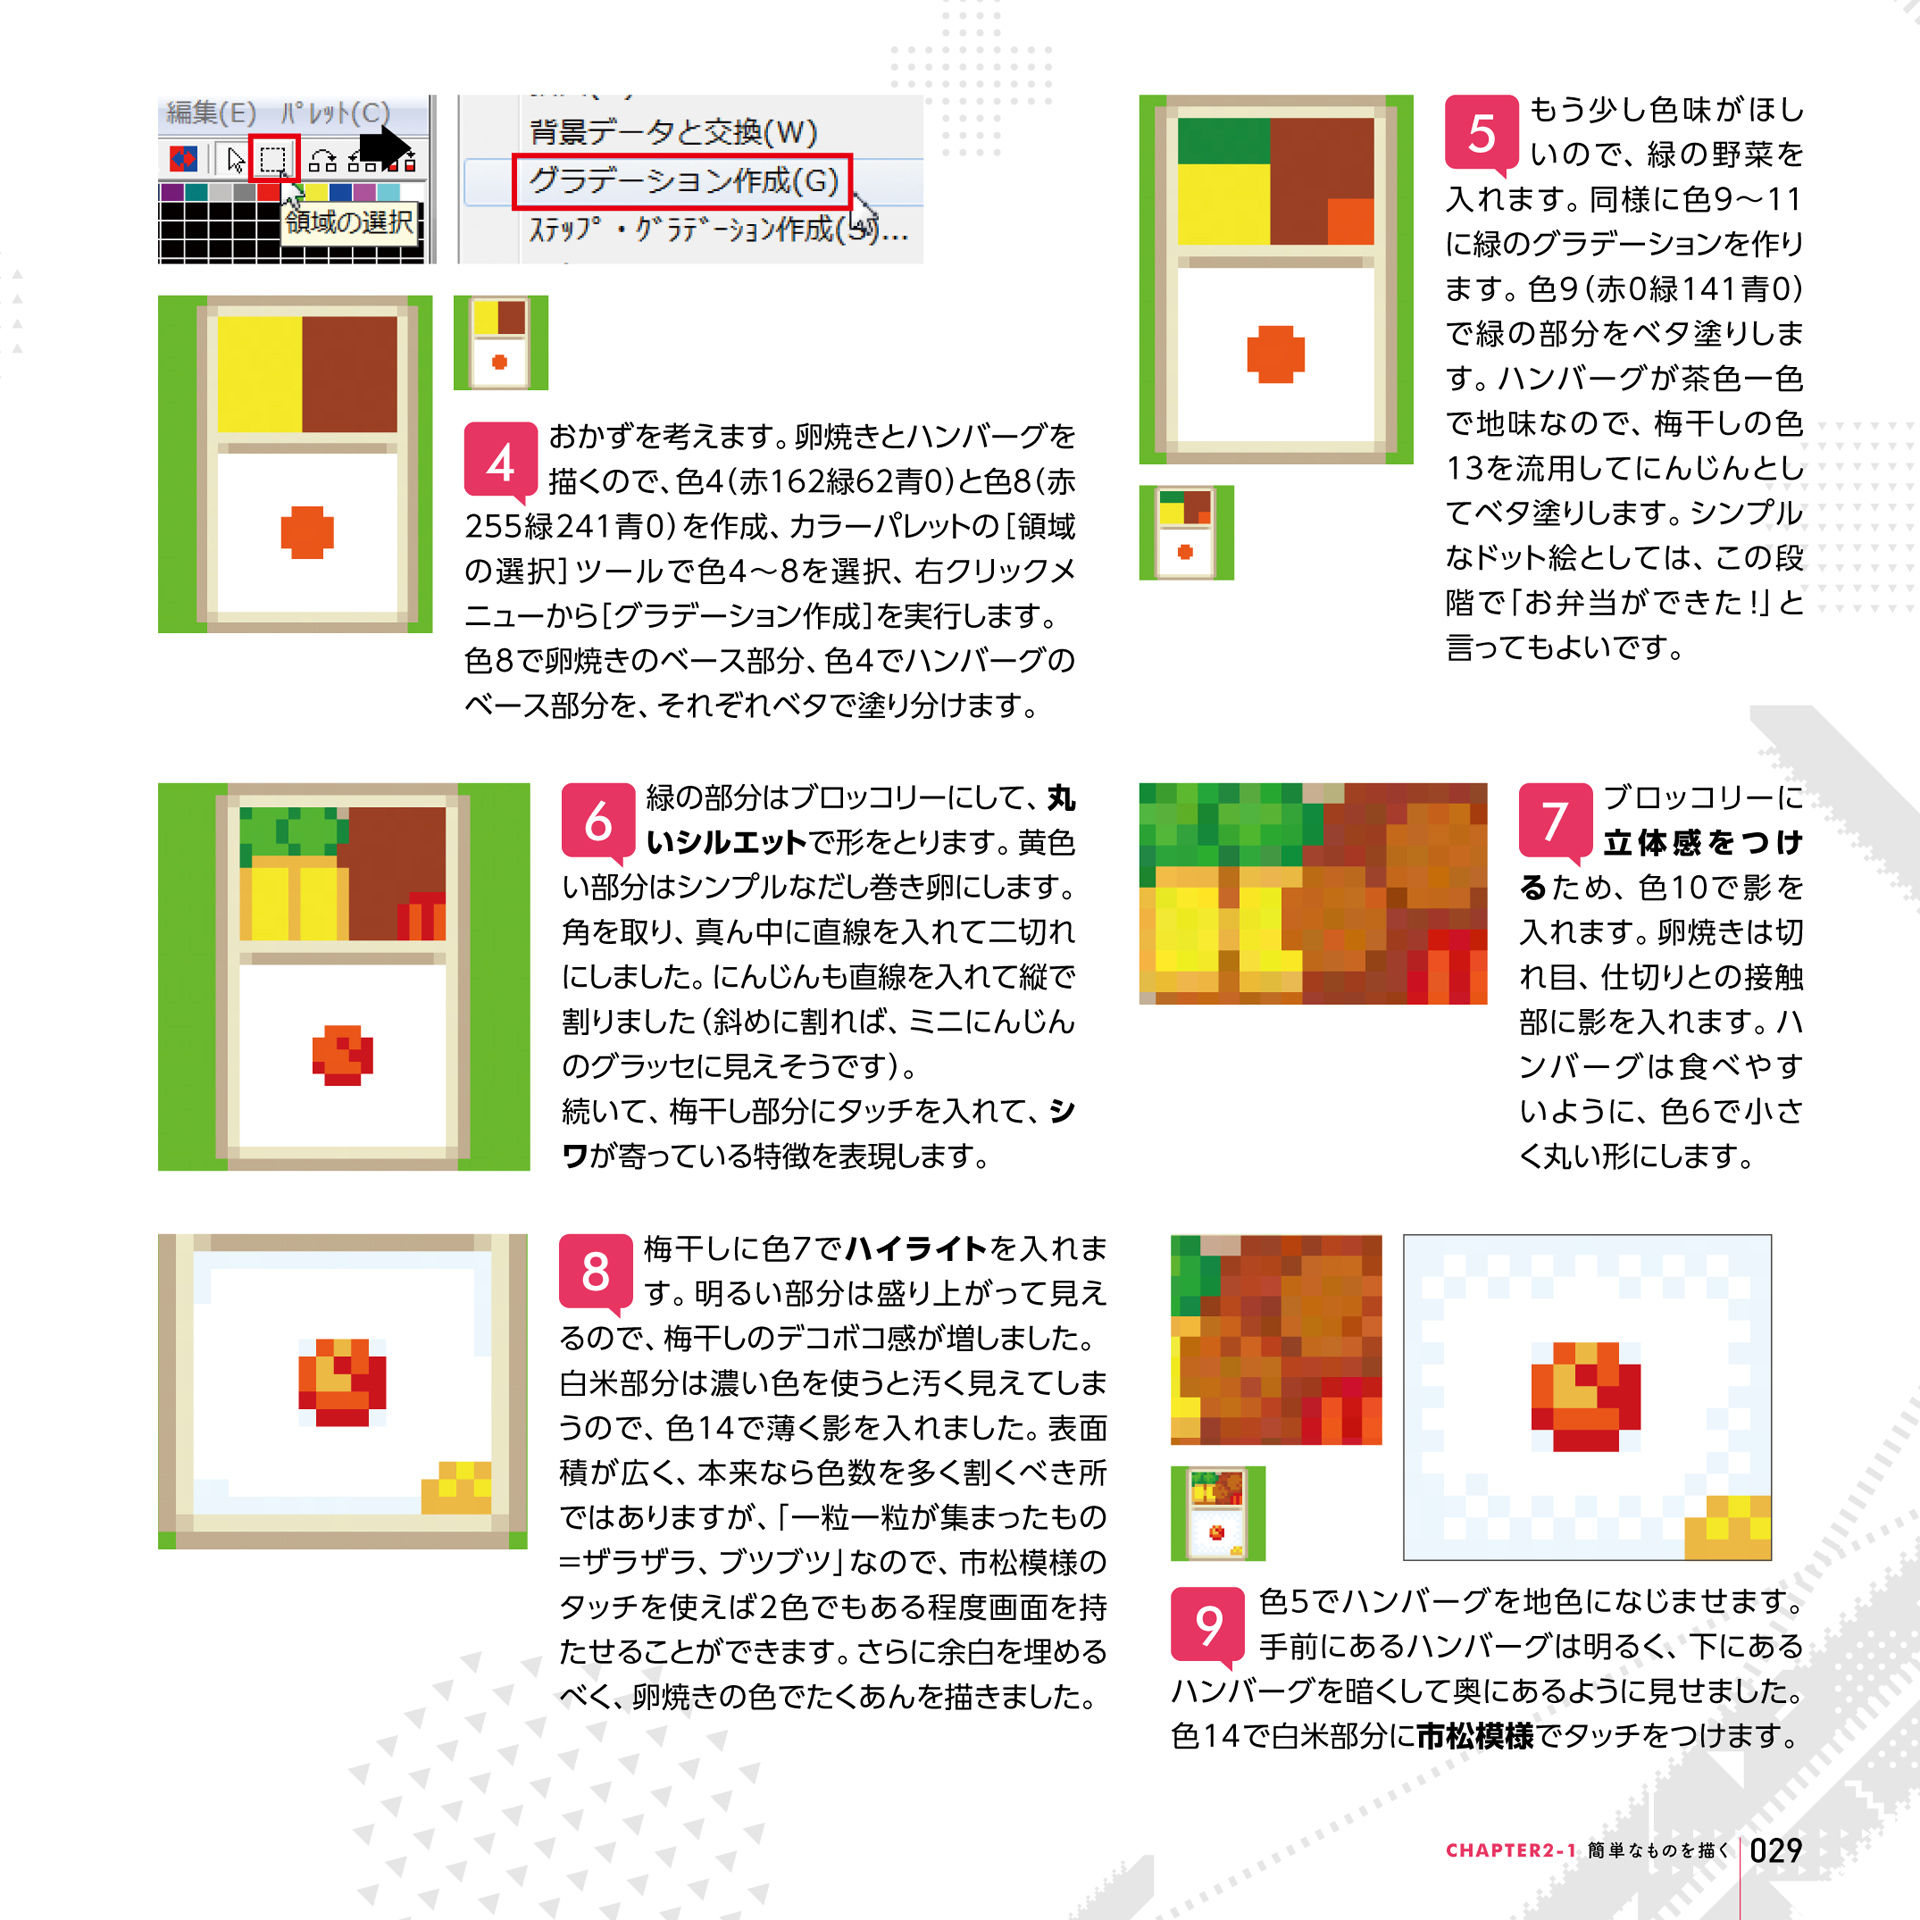 編集(E) パレット(C)
領域の選択
背景データと交換(W)
グラデーション作成(G)
ステップ・グラデーション作成(S)...
4
おかずを考えます。卵焼きとハンバーグを
描くので、色4(赤162緑62青0)と色8(赤
255緑241青0)を作成、カラーパレットの[領域
の選択]ツールで色4〜8を選択、右クリックメ
ニューから[グラデーション作成]を実行します。
色8で卵焼きのベース部分、色4でハンバーグの
ベース部分を、それぞれベタで塗り分けます。
5
もう少し色味がほし
いので、緑の野菜を
入れます。同様に色9〜11
に緑のグラデーションを作り
ます。色9(赤0緑141青0)
で緑の部分をベタ塗りしま
す。ハンバーグが茶色一色
で地味なので、梅干しの色
13を流用してにんじんとし
てベタ塗りします。シンプル
なドット絵としては、この段
階で「お弁当ができた!」と
言ってもよいです。
6
緑の部分はブロッコリーにして、丸
いシルエットで形をとります。黄色
い部分はシンプルなだし巻き卵にします。
角を取り、真ん中に直線を入れて二切れ
にしました。にんじんも直線を入れて縦で
割りました(斜めに割れば、ミニにんじん
のグラッセに見えそうです)。
続いて、梅干し部分にタッチを入れて、シ
ワが寄っている特徴を表現します。
7
ブロッコリーに
立体感をつけ
るため、色10で影を
入れます。卵焼きは切
れ目、仕切りとの接触
部に影を入れます。ハ
ンバーグは食べやす
いように、色6で小さ
く丸い形にします。
8
梅干しに色7でハイライトを入れま
す。明るい部分は盛り上がって見え
るので、梅干しのデコボコ感が増しました。
白米部分は濃い色を使うと汚く見えてしま
うので、色14で薄く影を入れました。表面
積が広く、本来なら色数を多く割くべき所
ではありますが、「一粒一粒が集まったもの
=ザラザラ、ブツブツ」なので、市松模様の
タッチを使えば2色でもある程度画面を持
たせることができます。さらに余白を埋める
べく、卵焼きの色でたくあんを描きました。
9
色5でハンバーグを地色になじませます。
手前にあるハンバーグは明るく、下にある
ハンバーグを暗くして奥にあるように見せました。
色14で白米部分に市松模様でタッチをつけます。
CHAPTER2-1 簡単なものを描く 029